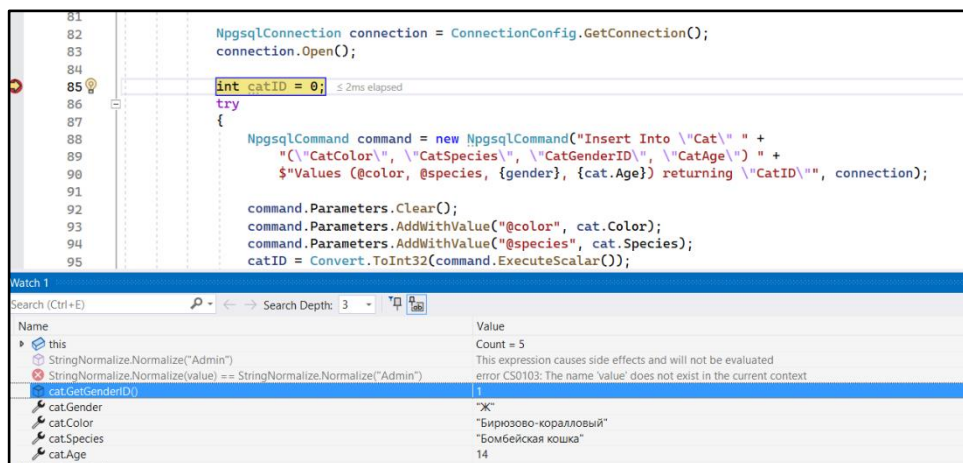 81
82 NpgsqlConnection connection = ConnectionConfig.GetConnection();
83 connection.Open();
84
85 int catID = 0; ≤ 2ms elapsed
86 try
87 {
88 NpgsqlCommand command = new NpgsqlCommand("Insert Into \"Cat\" " +
89 "(\"CatColor\", \"CatSpecies\", \"CatGenderID\", \"CatAge\") " +
90 $"Values (@color, @species, {gender}, {cat.Age}) returning \"CatID\"", connection);
91
92 command.Parameters.Clear();
93 command.Parameters.AddWithValue("@color", cat.Color);
94 command.Parameters.AddWithValue("@species", cat.Species);
95 catID = Convert.ToInt32(command.ExecuteScalar());
Watch 1
Search (Ctrl+E) Search Depth: 3
Name Value
this Count = 5
StringNormalize.Normalize("Admin") This expression causes side effects and will not be evaluated
StringNormalize.Normalize(value) == StringNormalize.Normalize("Admin") error CS0103: The name 'value' does not exist in the current context
cat.GetGenderID() 1
cat.Gender "Ж"
cat.Color "Бирюзово-коралловый"
cat.Species "Бомбейская кошка"
cat.Age 14